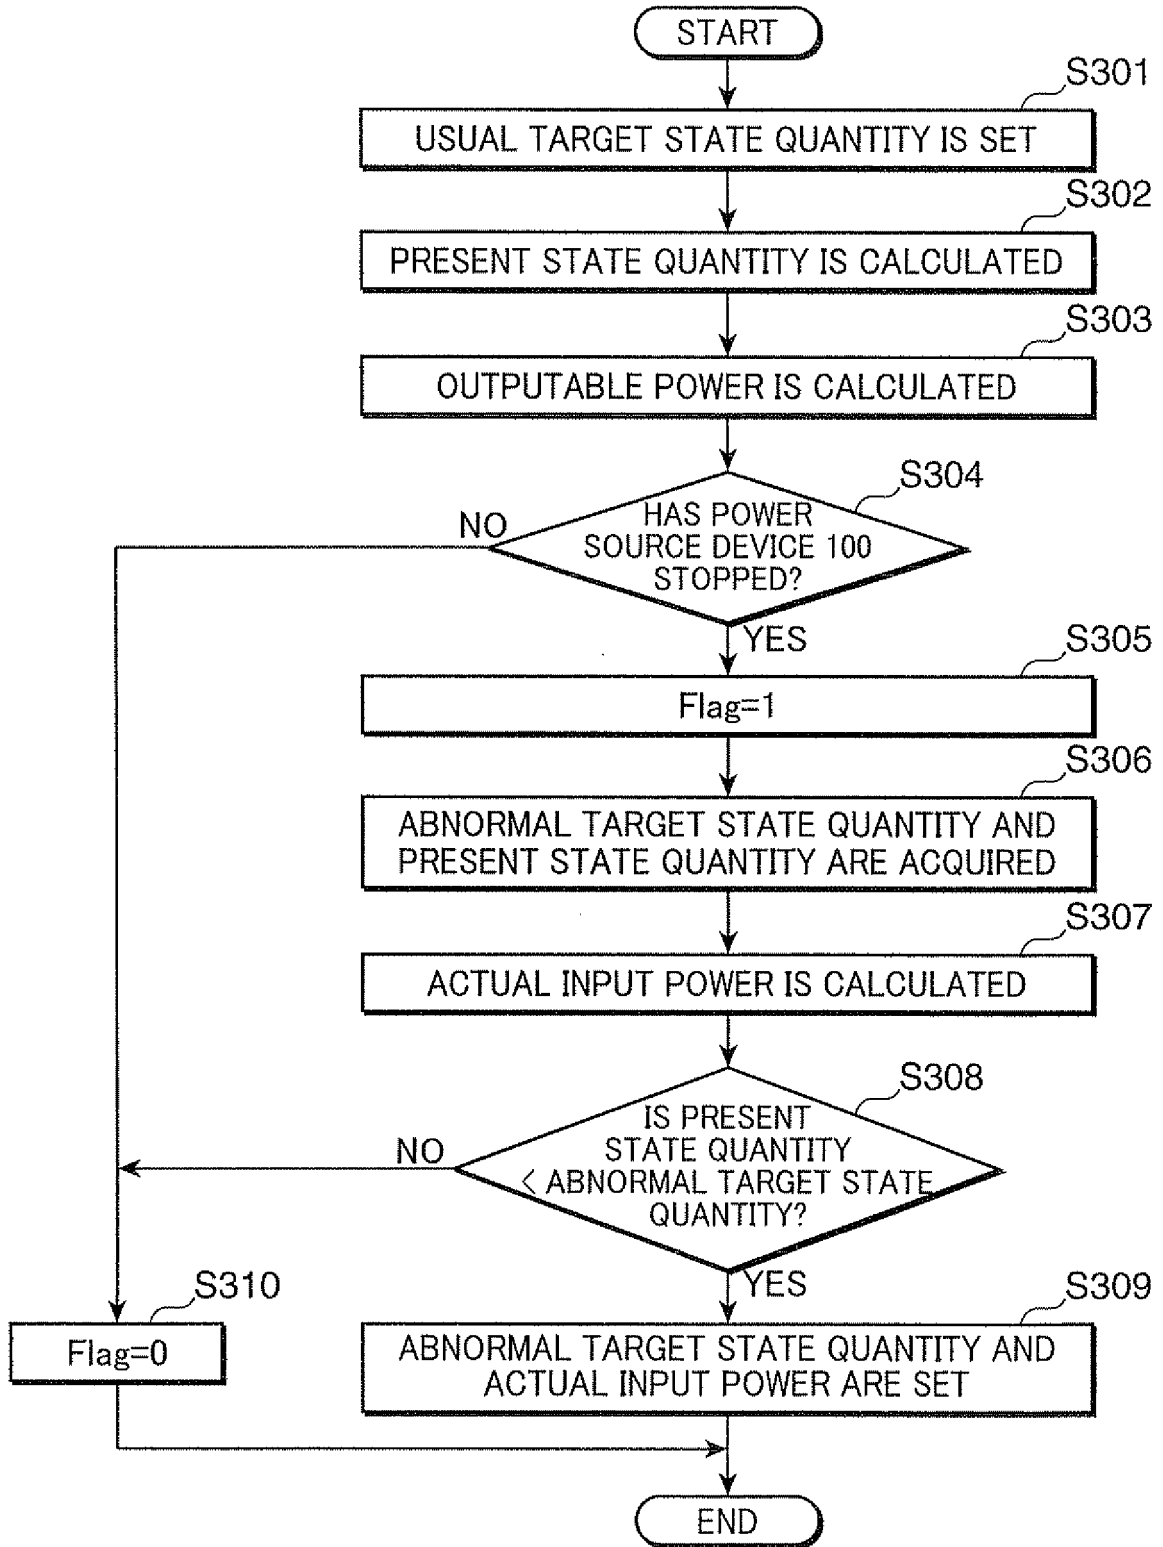 START
S301
USUAL TARGET STATE QUANTITY IS SET
S302
PRESENT STATE QUANTITY IS CALCULATED
S303
OUTPUTABLE POWER IS CALCULATED
S304
HAS POWER
SOURCE DEVICE 100
STOPPED?
NO
YES
S305
Flag=1
S306
ABNORMAL TARGET STATE QUANTITY AND
PRESENT STATE QUANTITY ARE ACQUIRED
S307
ACTUAL INPUT POWER IS CALCULATED
S308
IS PRESENT
STATE QUANTITY
< ABNORMAL TARGET STATE
QUANTITY?
NO
YES
S310
Flag=0
S309
ABNORMAL TARGET STATE QUANTITY AND
ACTUAL INPUT POWER ARE SET
END